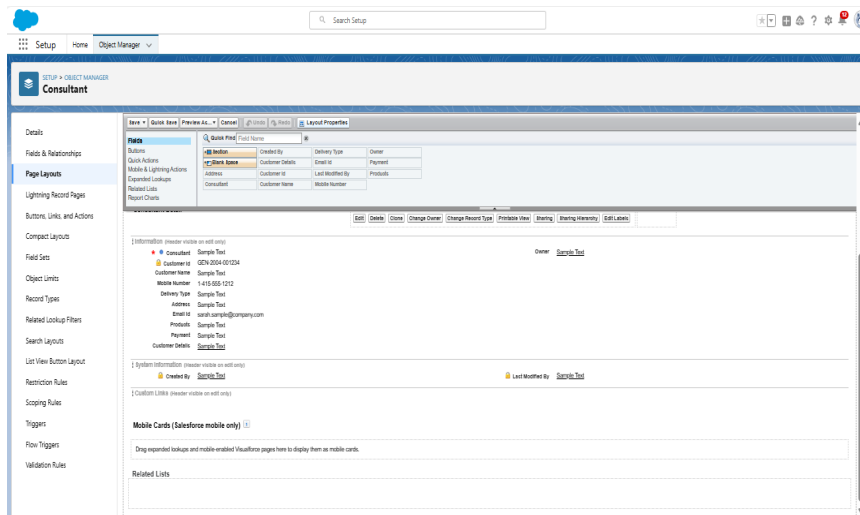 Search Setup
Setup Home Object Manager
SETUP > OBJECT MANAGER
Consultant
Details
Fields & Relationships
Page Layouts
Lightning Record Pages
Buttons, Links, and Actions
Compact Layouts
Field Sets
Object Limits
Record Types
Related Lookup Filters
Search Layouts
List View Button Layout
Restriction Rules
Scoping Rules
Triggers
Flow Triggers
Validation Rules
Save Quick Save Preview As... Cancel Undo Redo Layout Properties
Fields
Buttons
Quick Actions
Mobile & Lightning Actions
Expanded Lookups
Related Lists
Report Charts
Quick Find Field Name
Section Created By Delivery Type Owner
Blank Space Customer Details Email Id Payment
Address Customer Id Last Modified By Products
Consultant Customer Name Mobile Number
Edit Delete Clone Change Owner Change Record Type Printable View Sharing Sharing Hierarchy Edit Labels
Information (Header visible on edit only)
Consultant Sample Text Owner Sample Text
Customer Id GEN-2004-001234
Customer Name Sample Text
Mobile Number 1-415-555-1212
Delivery Type Sample Text
Address Sample Text
Email Id sarah.sample@company.com
Products Sample Text
Payment Sample Text
Customer Details Sample Text
System Information (Header visible on edit only)
Created By Sample Text Last Modified By Sample Text
Custom Links (Header visible on edit only)
Mobile Cards (Salesforce mobile only)
Drag expanded lookups and mobile-enabled Visualforce pages here to display them as mobile cards.
Related Lists